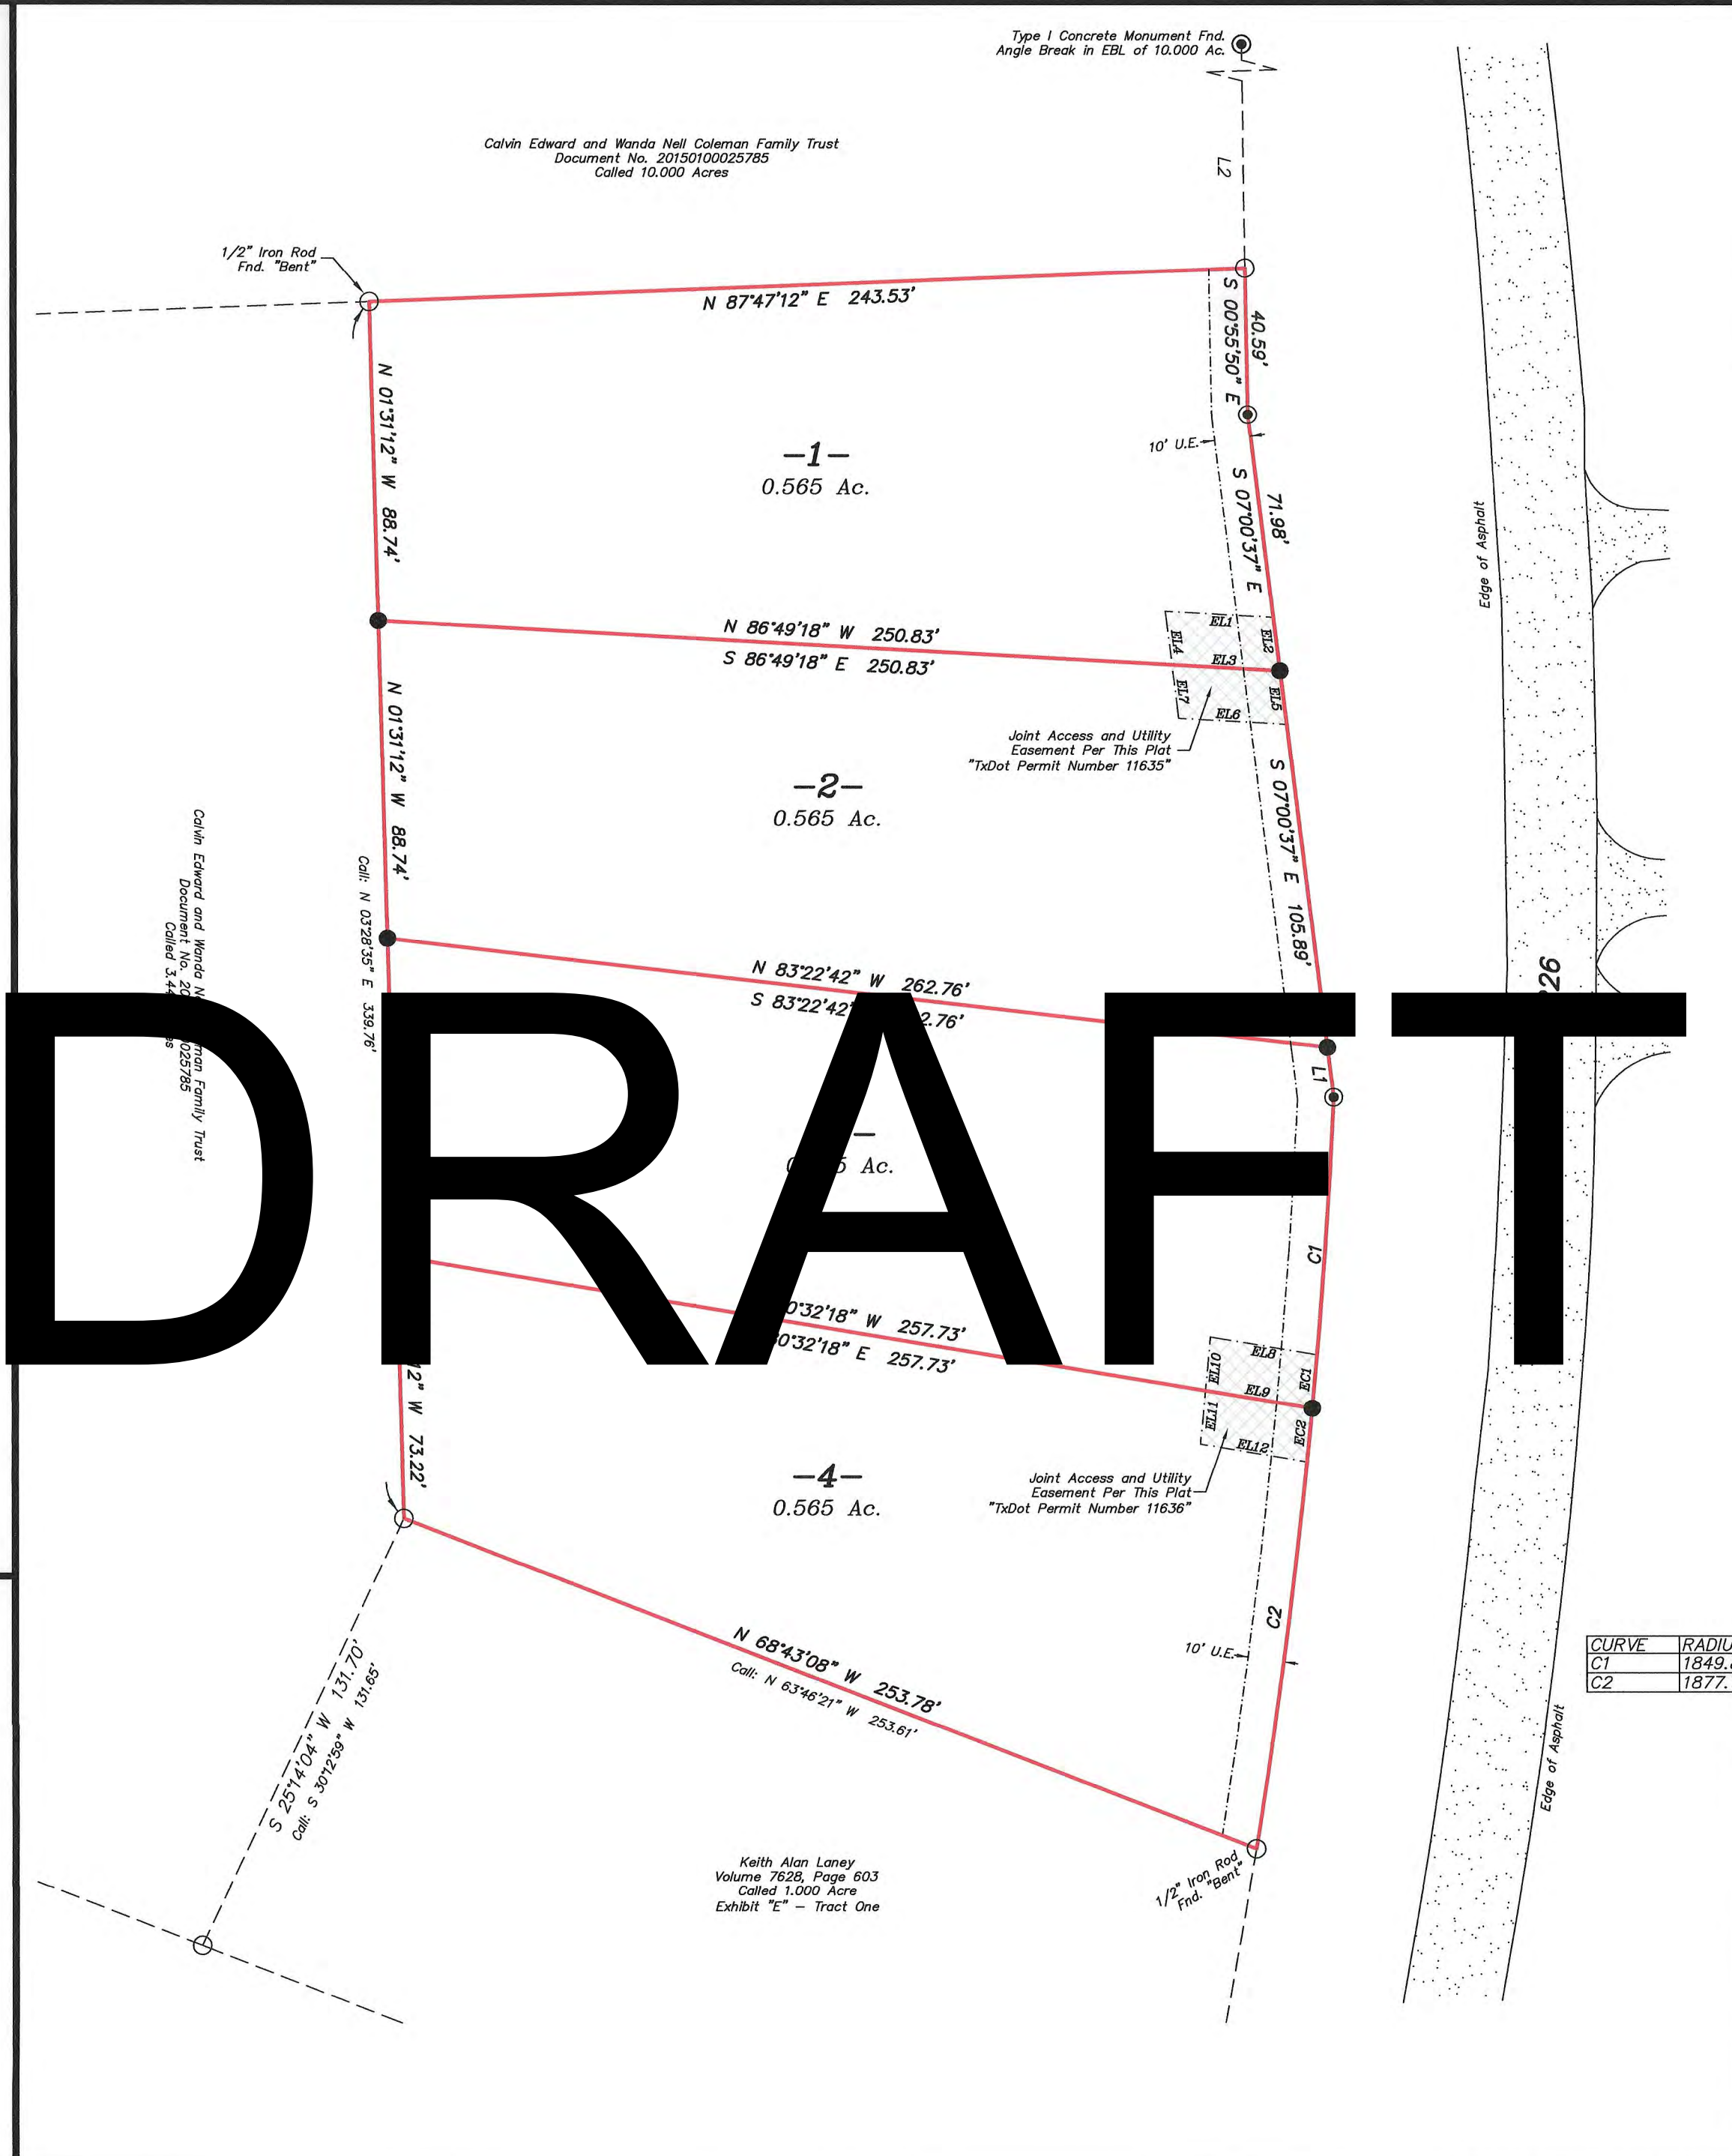 Type I Concrete Monument Fnd.
Angle Break in EBL of 10.000 Ac.
L2
Calvin Edward and Wanda Nell Coleman Family Trust
Document No. 20150100025785
Called 10.000 Acres
1/2" Iron Rod
Fnd. "Bent"
N 87°47'12" E 243.53'
S 00°55'50" E
40.59'
N 01°31'12" W 88.74'
-1-
0.565 Ac.
10' U.E.
S 07°00'37" E
71.98'
Edge of Asphalt
N 86°49'18" W 250.83'
S 86°49'18" E 250.83'
EL1
EL2
EL3
EL4
EL5
EL6
EL7
Joint Access and Utility
Easement Per This Plat
"TxDot Permit Number 11635"
N 01°31'12" W 88.74'
-2-
0.565 Ac.
S 07°00'37" E 105.89'
Call: N 03°28'35" E 339.76'
Calvin Edward and Wanda Family Trust
Document No.
Called
N 83°22'42" W 262.76'
S 83°22'42"
DRAFT
L1
Ac.
C1
W 257.73'
E 257.73'
EL8
EL9
EL10
EL11
EL12
EC1
EC2
W 73.22'
-4-
0.565 Ac.
Joint Access and Utility
Easement Per This Plat
"TxDot Permit Number 11636"
C2
10' U.E.
N 68°43'08" W 253.78'
Call: N 63°46'21" W 253.61'
S 25°14'04" W 131.70'
Call: S 30°12'59" W 131.65'
CURVE
C1
C2 1877.
Edge of Asphalt
Keith Alan Laney
Volume 7628, Page 603
Called 1.000 Acre
Exhibit "E" – Tract One
1/2" Iron Rod
Fnd. "Bent"